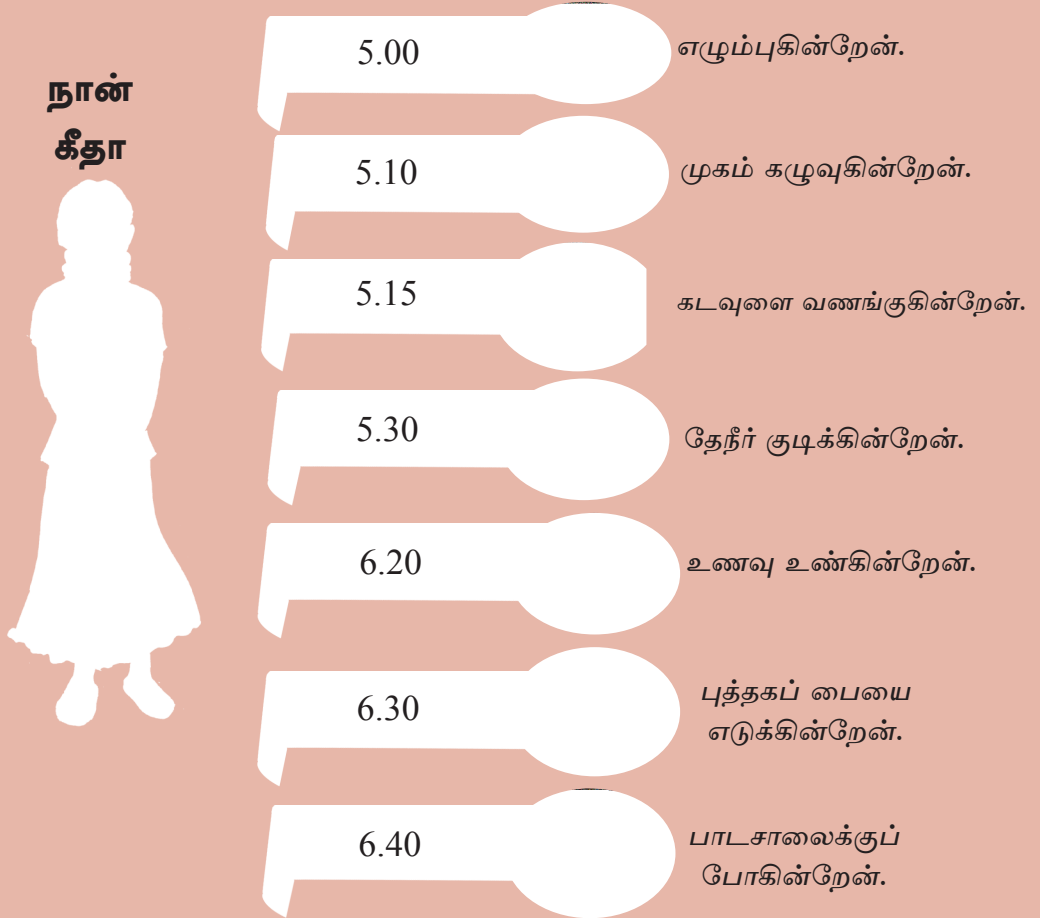 நான்
கீதா
5.00 எழும்புகின்றேன்.
5.10 முகம் கழுவுகின்றேன்.
5.15 கடவுளை வணங்குகின்றேன்.
5.30 தேநீர் குடிக்கின்றேன்.
6.20 உணவு உண்கின்றேன்.
6.30 புத்தகப் பையை
எடுக்கின்றேன்.
6.40 பாடசாலைக்குப்
போகின்றேன்.